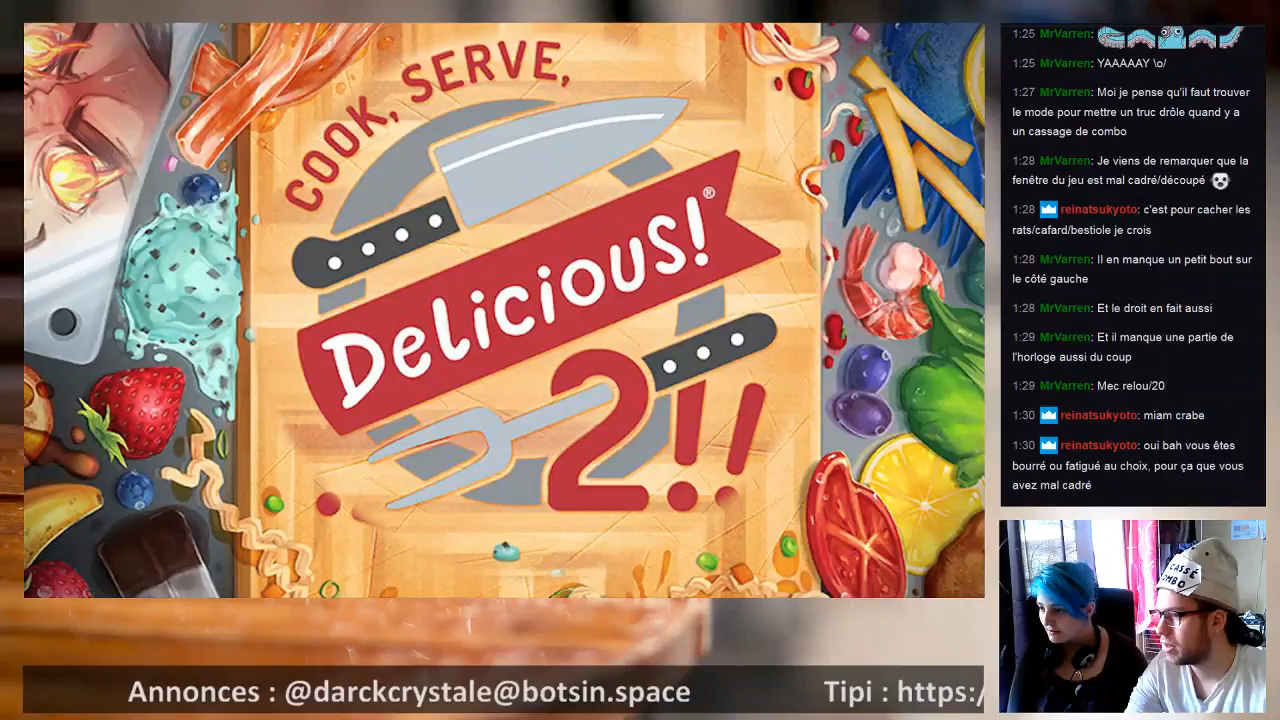 COOK, SERVE,
Delicious!®
2!!
1:25 MrVarren:
1:25 MrVarren: YAAAAAY \o/
1:27 MrVarren: Moi je pense qu'il faut trouver
le mode pour mettre un truc drôle quand y a
un cassage de combo
1:28 MrVarren: Je viens de remarquer que la
fenêtre du jeu est mal cadré/découpé
1:28 reinatsukyoto: c'est pour cacher les
rats/cafard/bestiole je crois
1:28 MrVarren: Il en manque un petit bout sur
le côté gauche
1:28 MrVarren: Et le droit en fait aussi
1:29 MrVarren: Et il manque une partie de
l'horloge aussi du coup
1:29 MrVarren: Mec relou/20
1:30 reinatsukyoto: miam crabe
1:30 reinatsukyoto: oui bah vous êtes
bourré ou fatigué au choix, pour ça que vous
avez mal cadré
CASSÉ
Annonces : @darckcrystale@botsin.space Tipi : https:/